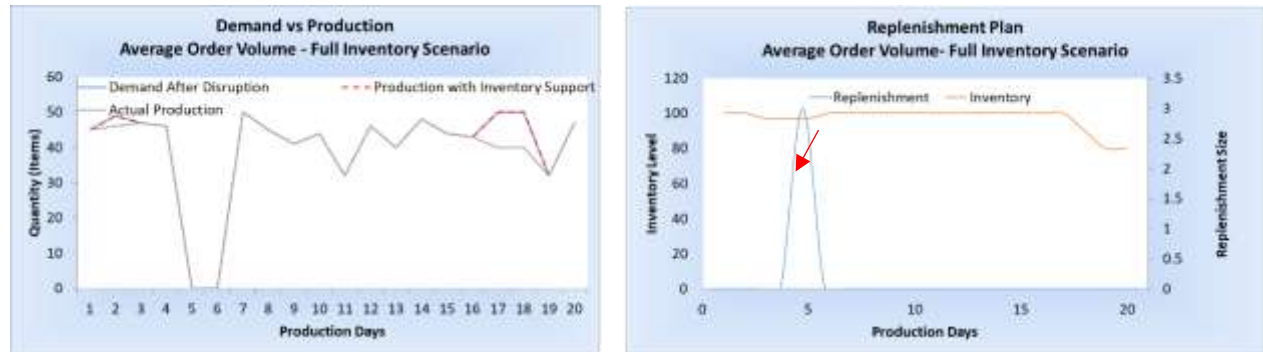 Demand vs Production
Average Order Volume - Full Inventory Scenario
60
Demand After Disruption
Production with Inventory Support
50
Actual Production
40
30
20
10
0
Quantity (Items)
1 2 3 4 5 6 7 8 9 10 11 12 13 14 15 16 17 18 19 20
Production Days
Replenishment Plan
Average Order Volume- Full Inventory Scenario
120
3.5
Replenishment
Inventory
100
3
80
2.5
60
2
40
1.5
20
1
0
0.5
0
Inventory Level
Replenishment Size
0 5 10 15 20
Production Days